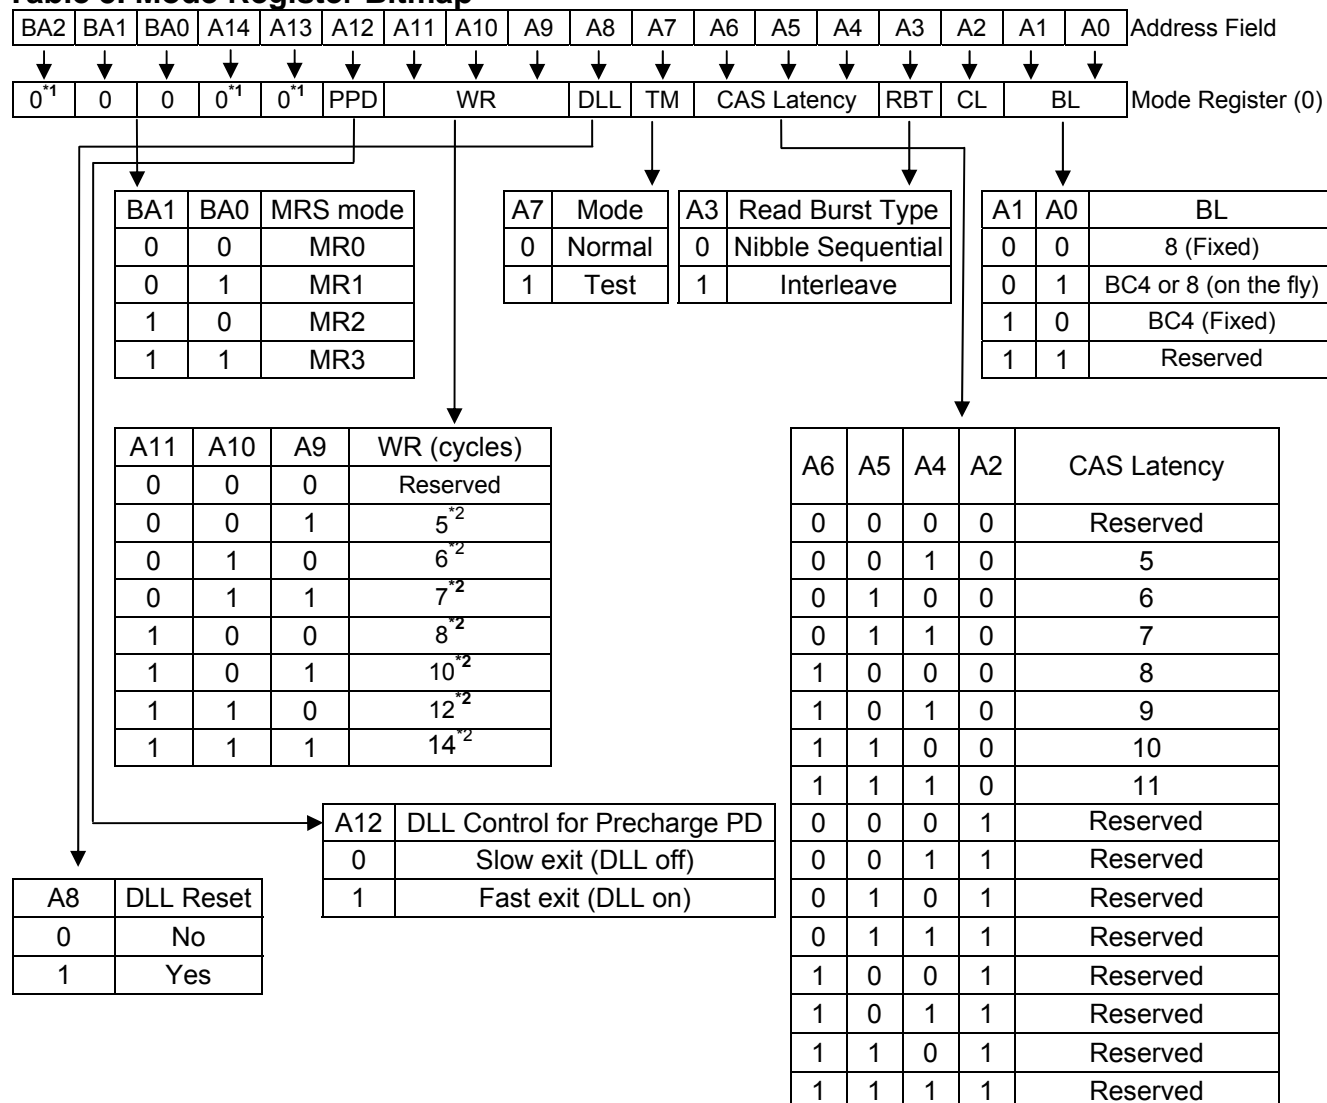 Table 3. Mode Register Bitmap
BA2 BA1 BA0 A14 A13 A12 A11 A10 A9 A8 A7 A6 A5 A4 A3 A2 A1 A0 Address Field
0*1 0 0 0*1 0*1 PPD WR DLL TM CAS Latency RBT CL BL Mode Register (0)
BA1 BA0 MRS mode
0 0 MR0
0 1 MR1
1 0 MR2
1 1 MR3
A7 Mode
0 Normal
1 Test
A3 Read Burst Type
0 Nibble Sequential
1 Interleave
A1 A0 BL
0 0 8 (Fixed)
0 1 BC4 or 8 (on the fly)
1 0 BC4 (Fixed)
1 1 Reserved
A11 A10 A9 WR (cycles)
0 0 0 Reserved
0 0 1 5*2
0 1 0 6*2
0 1 1 7*2
1 0 0 8*2
1 0 1 10*2
1 1 0 12*2
1 1 1 14*2
A6 A5 A4 A2 CAS Latency
0 0 0 0 Reserved
0 0 1 0 5
0 1 0 0 6
0 1 1 0 7
1 0 0 0 8
1 0 1 0 9
1 1 0 0 10
1 1 1 0 11
0 0 0 1 Reserved
0 0 1 1 Reserved
0 1 0 1 Reserved
0 1 1 1 Reserved
1 0 0 1 Reserved
1 0 1 1 Reserved
1 1 0 1 Reserved
1 1 1 1 Reserved
A12 DLL Control for Precharge PD
0 Slow exit (DLL off)
1 Fast exit (DLL on)
A8 DLL Reset
0 No
1 Yes